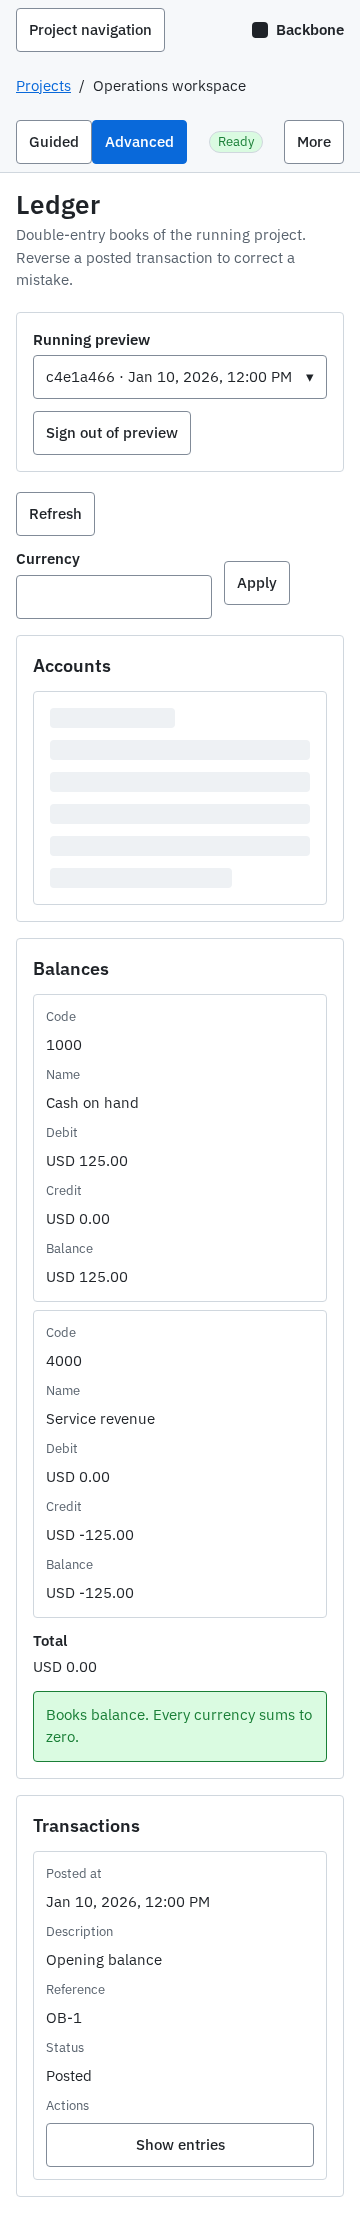 Project navigation
Backbone
Projects / Operations workspace
Guided
Advanced
Ready
More
Ledger
Double-entry books of the running project.
Reverse a posted transaction to correct a
mistake.
Running preview
c4e1a466 · Jan 10, 2026, 12:00 PM ▾
Sign out of preview
Refresh
Currency
Apply
Accounts
Balances
Code
1000
Name
Cash on hand
Debit
USD 125.00
Credit
USD 0.00
Balance
USD 125.00
Code
4000
Name
Service revenue
Debit
USD 0.00
Credit
USD -125.00
Balance
USD -125.00
Total
USD 0.00
Books balance. Every currency sums to
zero.
Transactions
Posted at
Jan 10, 2026, 12:00 PM
Description
Opening balance
Reference
OB-1
Status
Posted
Actions
Show entries